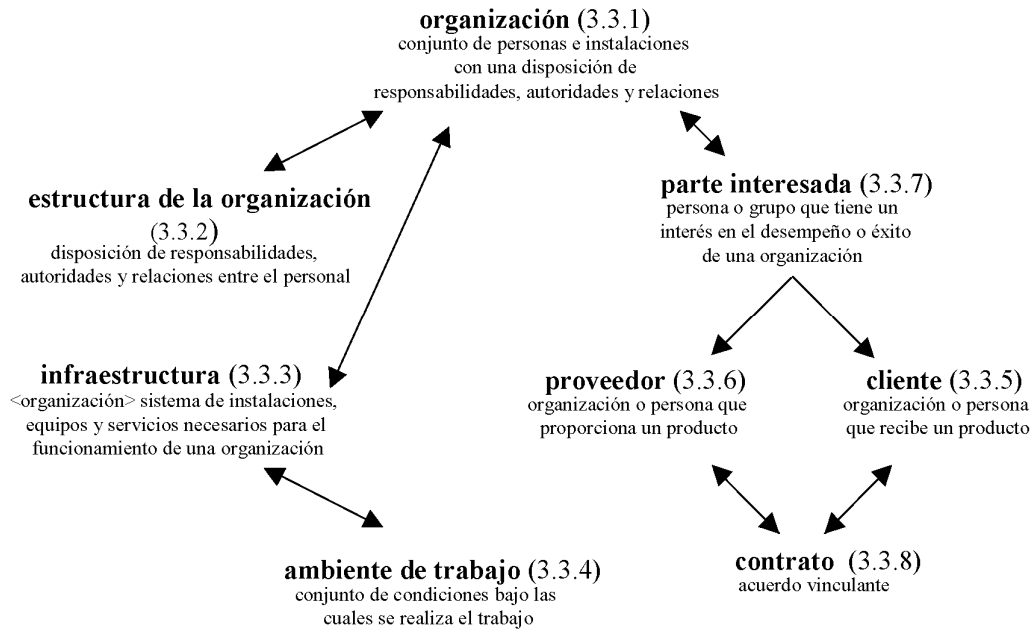 organización (3.3.1)
conjunto de personas e instalaciones
con una disposición de
responsabilidades, autoridades y relaciones
estructura de la organización
(3.3.2)
disposición de responsabilidades,
autoridades y relaciones entre el personal
parte interesada (3.3.7)
persona o grupo que tiene un
interés en el desempeño o éxito
de una organización
infraestructura (3.3.3)
<organización> sistema de instalaciones,
equipos y servicios necesarios para el
funcionamiento de una organización
proveedor (3.3.6)
organización o persona que
proporciona un producto
cliente (3.3.5)
organización o persona
que recibe un producto
ambiente de trabajo (3.3.4)
conjunto de condiciones bajo las
cuales se realiza el trabajo
contrato (3.3.8)
acuerdo vinculante